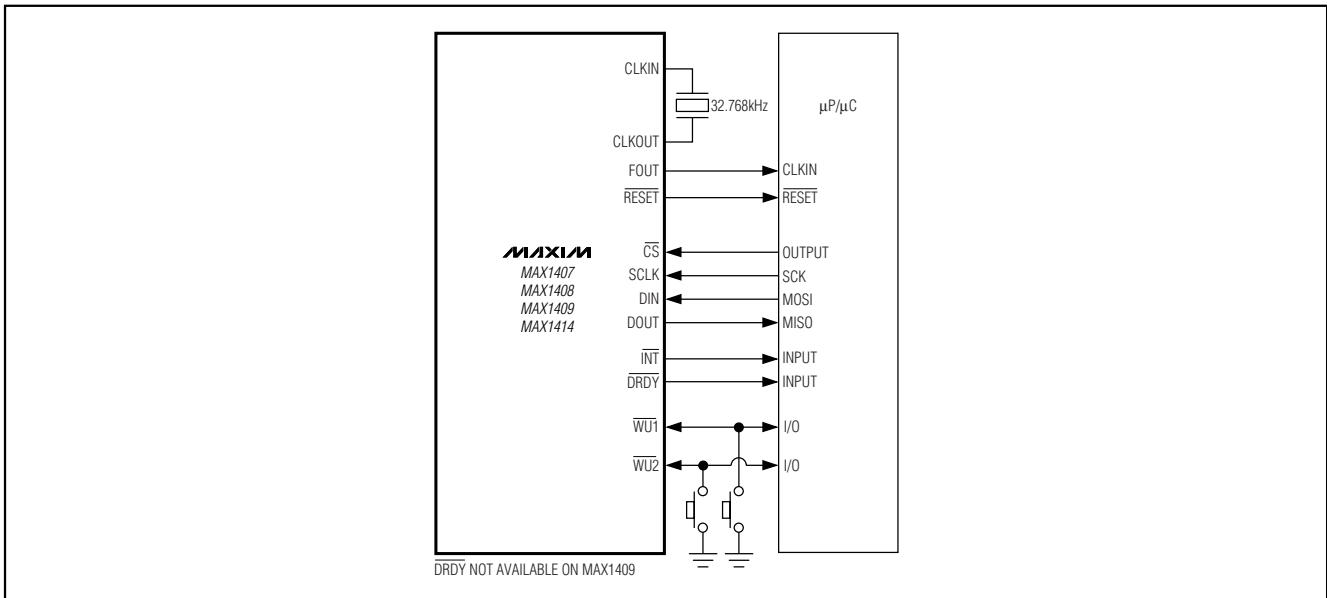 CLKIN
32.768kHz
µP/µC
CLKOUT
FOUT
CLKIN
RESET
RESET
MAXIM
MAX1407
MAX1408
MAX1409
MAX1414
CS
OUTPUT
SCLK
SCK
DIN
MOSI
DOUT
MISO
INT
INPUT
DRDY
INPUT
WU1
I/O
WU2
I/O
DRDY NOT AVAILABLE ON MAX1409